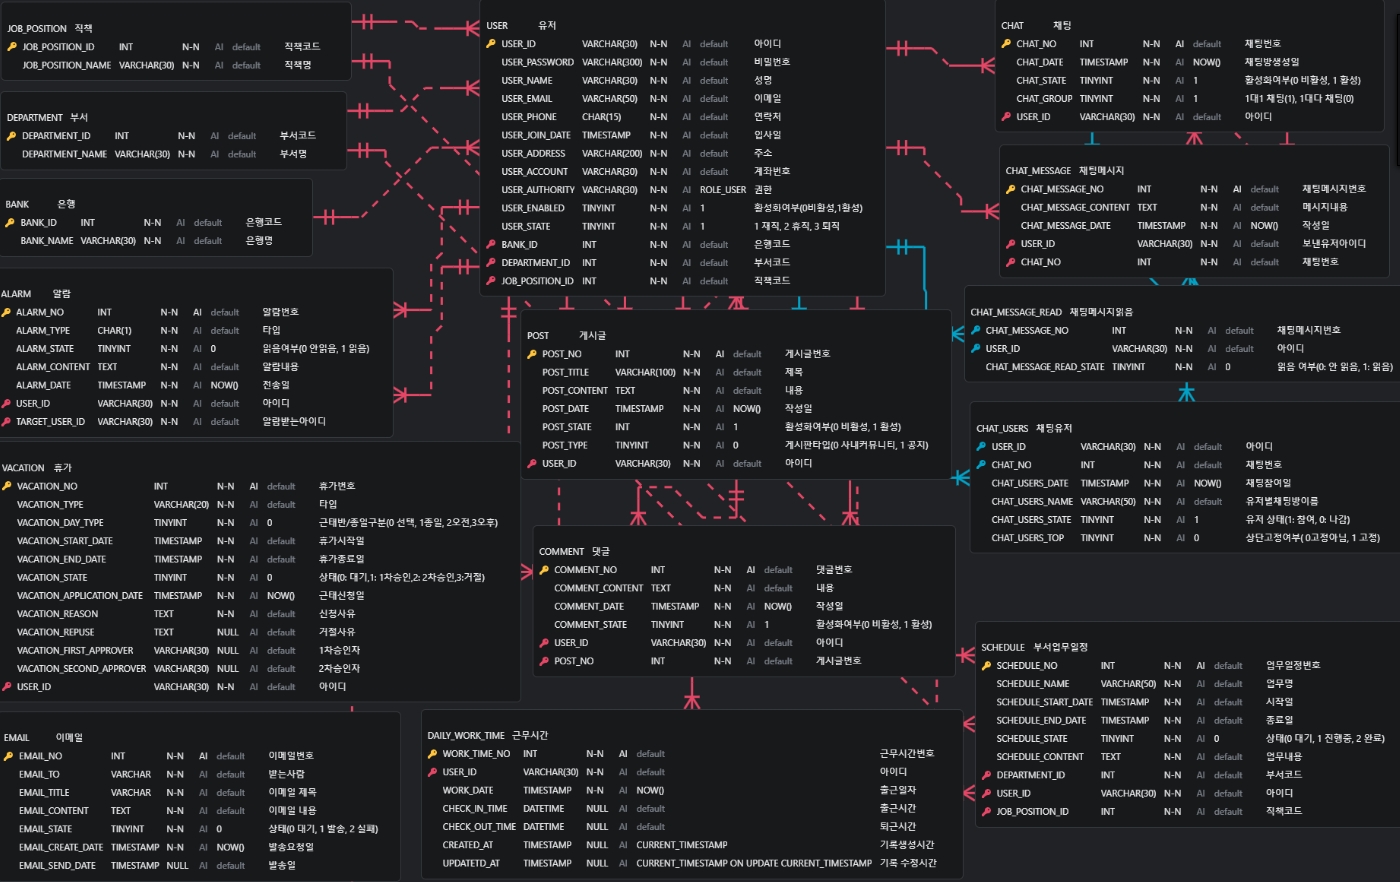 JOB_POSITION 직책
JOB_POSITION_ID INT N-N AI default 직책코드
JOB_POSITION_NAME VARCHAR(30) N-N AI default 직책명
DEPARTMENT 부서
DEPARTMENT_ID INT N-N AI default 부서코드
DEPARTMENT_NAME VARCHAR(30) N-N AI default 부서명
BANK 은행
BANK_ID INT N-N AI default 은행코드
BANK_NAME VARCHAR(30) N-N AI default 은행명
ALARM 알람
ALARM_NO INT N-N AI default 알람번호
ALARM_TYPE CHAR(1) N-N AI default 타입
ALARM_STATE TINYINT N-N AI 0 읽음여부(0 안읽음, 1 읽음)
ALARM_CONTENT TEXT N-N AI default 알람내용
ALARM_DATE TIMESTAMP N-N AI NOW() 전송일
USER_ID VARCHAR(30) N-N AI default 아이디
TARGET_USER_ID VARCHAR(30) N-N AI default 알람받는아이디
VACATION 휴가
VACATION_NO INT N-N AI default 휴가번호
VACATION_TYPE VARCHAR(20) N-N AI default 타입
VACATION_DAY_TYPE TINYINT N-N AI 0 근태반/종일구분(0 선택, 1종일, 2오전,3오후)
VACATION_START_DATE TIMESTAMP N-N AI default 휴가시작일
VACATION_END_DATE TIMESTAMP N-N AI default 휴가종료일
VACATION_STATE TINYINT N-N AI 0 상태(0: 대기,1: 1차승인,2: 2차승인,3:거절)
VACATION_APPLICATION_DATE TIMESTAMP N-N AI NOW() 근태신청일
VACATION_REASON TEXT N-N AI default 신청사유
VACATION_REPUSE TEXT NULL AI default 거절사유
VACATION_FIRST_APPROVER VARCHAR(30) NULL AI default 1차승인자
VACATION_SECOND_APPROVER VARCHAR(30) NULL AI default 2차승인자
USER_ID VARCHAR(30) N-N AI default 아이디
EMAIL 이메일
EMAIL_NO INT N-N AI default 이메일번호
EMAIL_TO VARCHAR N-N AI default 받는사람
EMAIL_TITLE VARCHAR N-N AI default 이메일 제목
EMAIL_CONTENT TEXT N-N AI default 이메일 내용
EMAIL_STATE TINYINT N-N AI 0 상태(0 대기, 1 발송, 2 실패)
EMAIL_CREATE_DATE TIMESTAMP N-N AI NOW() 발송요청일
EMAIL_SEND_DATE TIMESTAMP NULL AI default 발송일
USER 유저
USER_ID VARCHAR(30) N-N AI default 아이디
USER_PASSWORD VARCHAR(300) N-N AI default 비밀번호
USER_NAME VARCHAR(30) N-N AI default 성명
USER_EMAIL VARCHAR(50) N-N AI default 이메일
USER_PHONE CHAR(15) N-N AI default 연락처
USER_JOIN_DATE TIMESTAMP N-N AI default 입사일
USER_ADDRESS VARCHAR(200) N-N AI default 주소
USER_ACCOUNT VARCHAR(30) N-N AI default 계좌번호
USER_AUTHORITY VARCHAR(30) N-N AI ROLE_USER 권한
USER_ENABLED TINYINT N-N AI 1 활성화여부(0비활성,1활성)
USER_STATE TINYINT N-N AI 1 1 재직, 2 휴직, 3 퇴직
BANK_ID INT N-N AI default 은행코드
DEPARTMENT_ID INT N-N AI default 부서코드
JOB_POSITION_ID INT N-N AI default 직책코드
POST 게시글
POST_NO INT N-N AI default 게시글번호
POST_TITLE VARCHAR(100) N-N AI default 제목
POST_CONTENT TEXT N-N AI default 내용
POST_DATE TIMESTAMP N-N AI NOW() 작성일
POST_STATE INT N-N AI 1 활성화여부(0 비활성, 1 활성)
POST_TYPE TINYINT N-N AI 0 게시판타입(0 사내커뮤니티, 1 공지)
USER_ID VARCHAR(30) N-N AI default 아이디
COMMENT 댓글
COMMENT_NO INT N-N AI default 댓글번호
COMMENT_CONTENT TEXT N-N AI default 내용
COMMENT_DATE TIMESTAMP N-N AI NOW() 작성일
COMMENT_STATE TINYINT N-N AI 1 활성화여부(0 비활성, 1 활성)
USER_ID VARCHAR(30) N-N AI default 아이디
POST_NO INT N-N AI default 게시글번호
DAILY_WORK_TIME 근무시간
WORK_TIME_NO INT N-N AI default 근무시간번호
USER_ID VARCHAR(30) N-N AI default 아이디
WORK_DATE TIMESTAMP N-N AI NOW() 출근일자
CHECK_IN_TIME DATETIME NULL AI default 출근시간
CHECK_OUT_TIME DATETIME NULL AI default 퇴근시간
CREATED_AT TIMESTAMP NULL AI CURRENT_TIMESTAMP 기록생성시간
UPDATETD_AT TIMESTAMP NULL AI CURRENT_TIMESTAMP ON UPDATE CURRENT_TIMESTAMP 기록 수정시간
CHAT 채팅
CHAT_NO INT N-N AI default 채팅번호
CHAT_DATE TIMESTAMP N-N AI NOW() 채팅방생성일
CHAT_STATE TINYINT N-N AI 1 활성화여부(0 비활성, 1 활성)
CHAT_GROUP TINYINT N-N AI 1 1대1 채팅(1), 1대다 채팅(0)
USER_ID VARCHAR(30) N-N AI default 아이디
CHAT_MESSAGE 채팅메시지
CHAT_MESSAGE_NO INT N-N AI default 채팅메시지번호
CHAT_MESSAGE_CONTENT TEXT N-N AI default 메시지내용
CHAT_MESSAGE_DATE TIMESTAMP N-N AI NOW() 작성일
USER_ID VARCHAR(30) N-N AI default 보낸유저아이디
CHAT_NO INT N-N AI default 채팅번호
CHAT_MESSAGE_READ 채팅메시지읽음
CHAT_MESSAGE_NO INT N-N AI default 채팅메시지번호
USER_ID VARCHAR(30) N-N AI default 아이디
CHAT_MESSAGE_READ_STATE TINYINT N-N AI 0 읽음 여부(0: 안 읽음, 1: 읽음)
CHAT_USERS 채팅유저
USER_ID VARCHAR(30) N-N AI default 아이디
CHAT_NO INT N-N AI default 채팅번호
CHAT_USERS_DATE TIMESTAMP N-N AI NOW() 채팅참여일
CHAT_USERS_NAME VARCHAR(50) N-N AI default 유저별채팅방이름
CHAT_USERS_STATE TINYINT N-N AI 1 유저 상태(1: 참여, 0: 나감)
CHAT_USERS_TOP TINYINT N-N AI 0 상단고정여부( 0고정아님, 1 고정)
SCHEDULE 부서업무일정
SCHEDULE_NO INT N-N AI default 업무일정번호
SCHEDULE_NAME VARCHAR(50) N-N AI default 업무명
SCHEDULE_START_DATE TIMESTAMP N-N AI default 시작일
SCHEDULE_END_DATE TIMESTAMP N-N AI default 종료일
SCHEDULE_STATE TINYINT N-N AI 0 상태(0 대기, 1 진행중, 2 완료)
SCHEDULE_CONTENT TEXT N-N AI default 업무내용
DEPARTMENT_ID INT N-N AI default 부서코드
USER_ID VARCHAR(30) N-N AI default 아이디
JOB_POSITION_ID INT N-N AI default 직책코드